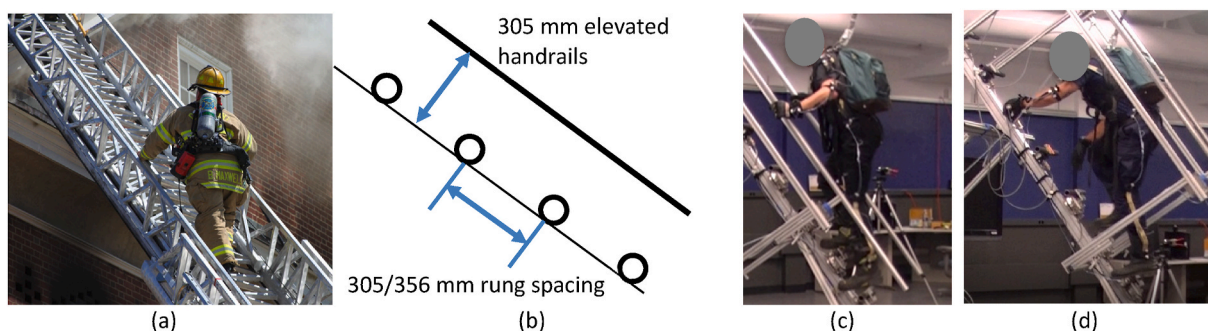 305 mm elevated
handrails
305/356 mm rung spacing
(a)
(b)
(c)
(d)